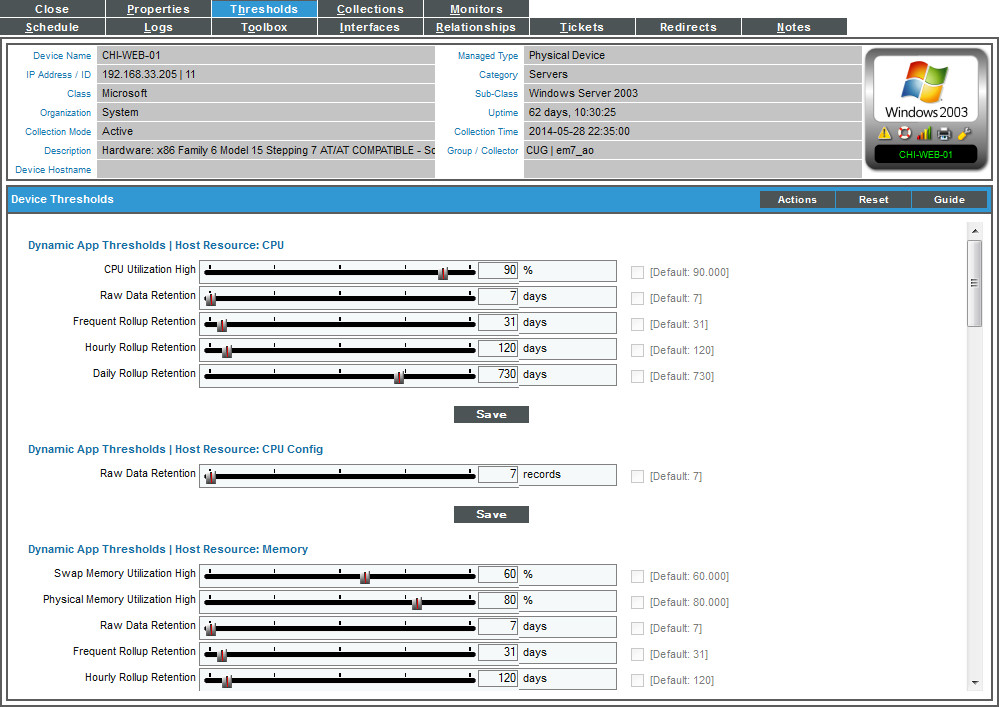 Close Properties Thresholds Collections Monitors
Schedule Logs Toolbox Interfaces Relationships Tickets Redirects Notes
Device Name CHI-WEB-01 Managed Type Physical Device
IP Address / ID 192.168.33.205 | 11 Category Servers
Class Microsoft Sub-Class Windows Server 2003
Organization System Uptime 62 days, 10:30:25
Collection Mode Active Collection Time 2014-05-28 22:35:00
Description Hardware: x86 Family 6 Model 15 Stepping 7 AT/AT COMPATIBLE - Sc Group / Collector CUG | em7_ao
Device Hostname
Windows 2003
CHI-WEB-01
Device Thresholds Actions Reset Guide
Dynamic App Thresholds | Host Resource: CPU
CPU Utilization High 90 % [Default: 90.000]
Raw Data Retention 7 days [Default: 7]
Frequent Rollup Retention 31 days [Default: 31]
Hourly Rollup Retention 120 days [Default: 120]
Daily Rollup Retention 730 days [Default: 730]
Save
Dynamic App Thresholds | Host Resource: CPU Config
Raw Data Retention 7 records [Default: 7]
Save
Dynamic App Thresholds | Host Resource: Memory
Swap Memory Utilization High 60 % [Default: 60.000]
Physical Memory Utilization High 80 % [Default: 80.000]
Raw Data Retention 7 days [Default: 7]
Frequent Rollup Retention 31 days [Default: 31]
Hourly Rollup Retention 120 days [Default: 120]